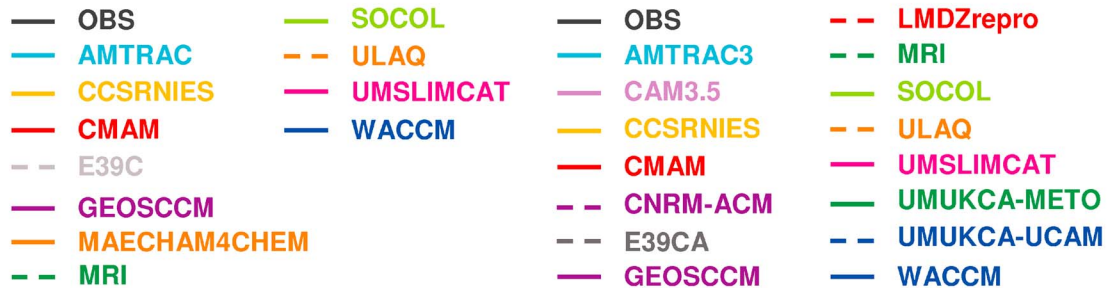 OBS
AMTRAC
CCSRNIES
CMAM
E39C
GEOSCCM
MAECHAM4CHEM
MRI
SOCOL
ULAQ
UMSLIMCAT
WACCM
OBS
AMTRAC3
CAM3.5
CCSRNIES
CMAM
CNRM-ACM
E39CA
GEOSCCM
LMDZrepro
MRI
SOCOL
ULAQ
UMSLIMCAT
UMUKCA-METO
UMUKCA-UCAM
WACCM